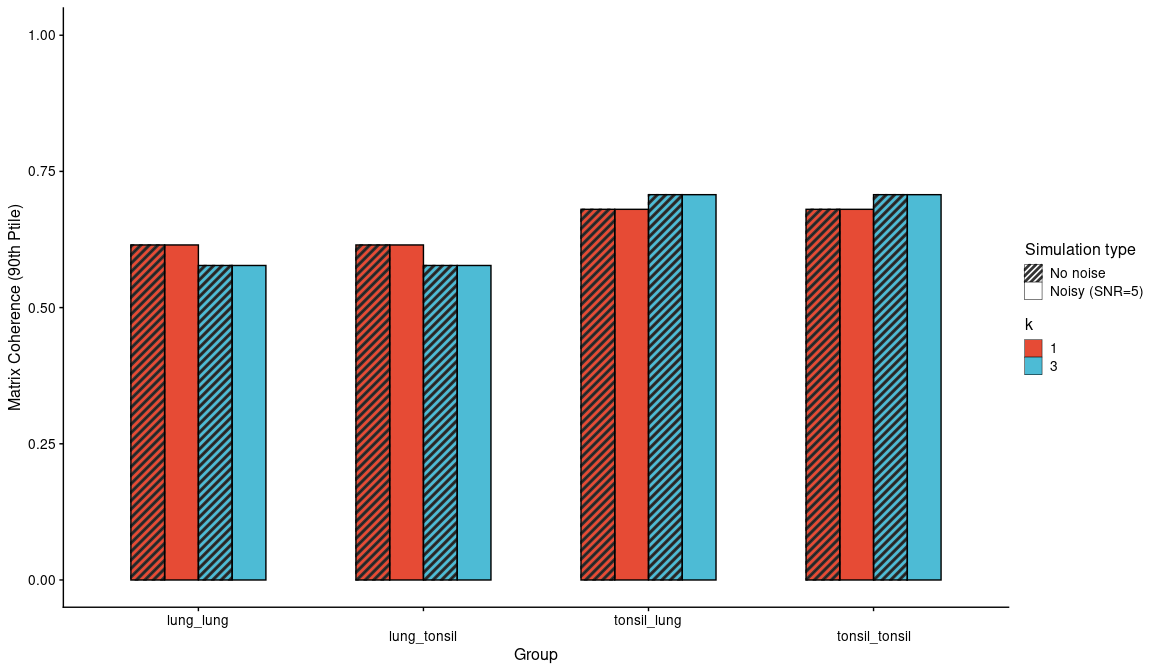 Matrix Coherence (90th Ptile)
1.00
0.75
0.50
0.25
0.00
lung_lung
lung_tonsil
tonsil_lung
tonsil_tonsil
Group
Simulation type
No noise
Noisy (SNR=5)
k
1
3